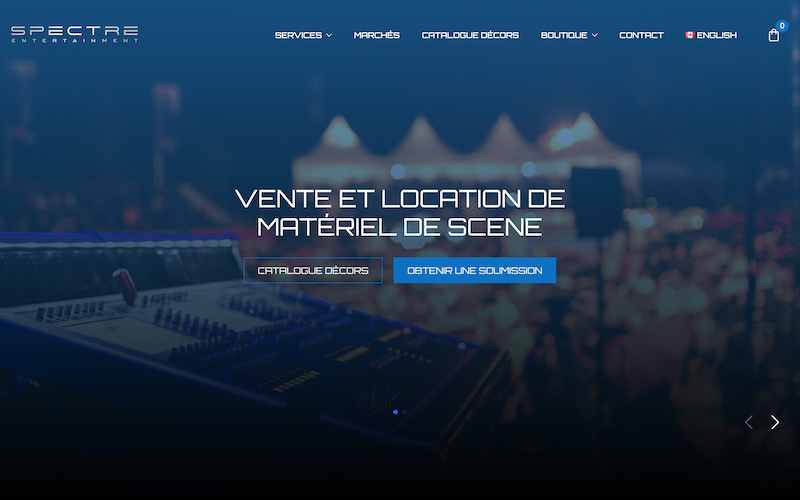 SPECTRE
ENTERTAINMENT
SERVICES
MARCHÉS
CATALOGUE DÉCORS
BOUTIQUE
CONTACT
ENGLISH
0
VENTE ET LOCATION DE
MATÉRIEL DE SCENE
CATALOGUE DÉCORS
OBTENIR UNE SOUMISSION